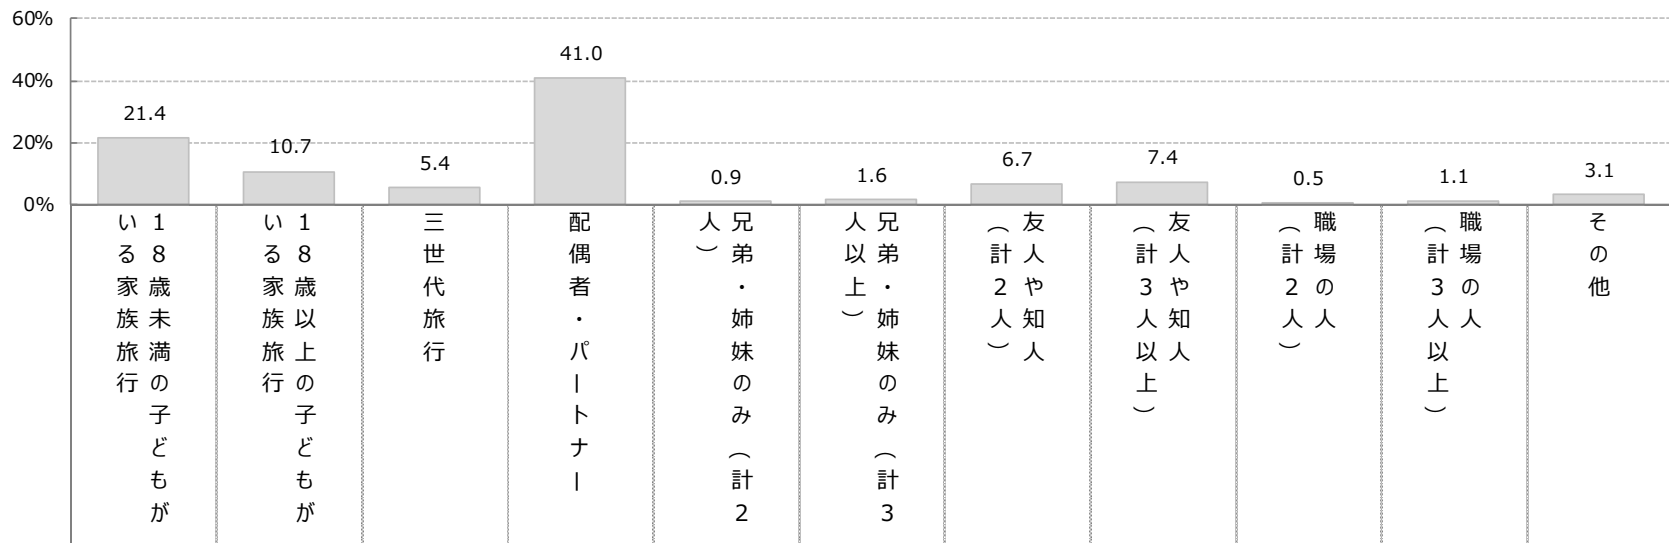 60%
40%
20%
0%
21.4
10.7
5.4
41.0
0.9
1.6
6.7
7.4
0.5
1.1
3.1
18歳未満の子どもが
いる家族旅行
18歳以上の子どもが
いる家族旅行
三世代旅行
配偶者・パートナー
兄弟・姉妹のみ（計2
人）
兄弟・姉妹のみ（計3
人以上）
友人や知人
（計2人）
友人や知人
（計3人以上）
職場の人
（計2人）
職場の人
（計3人以上）
その他